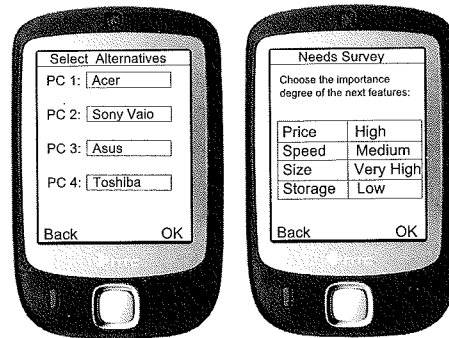 Select Alternatives
PC 1: Acer
PC 2: Sony Vaio
PC 3: Asus
PC 4: Toshiba
Back OK
Needs Survey
Choose the importance
degree of the next features:
Price High
Speed Medium
Size Very High
Storage Low
Back OK